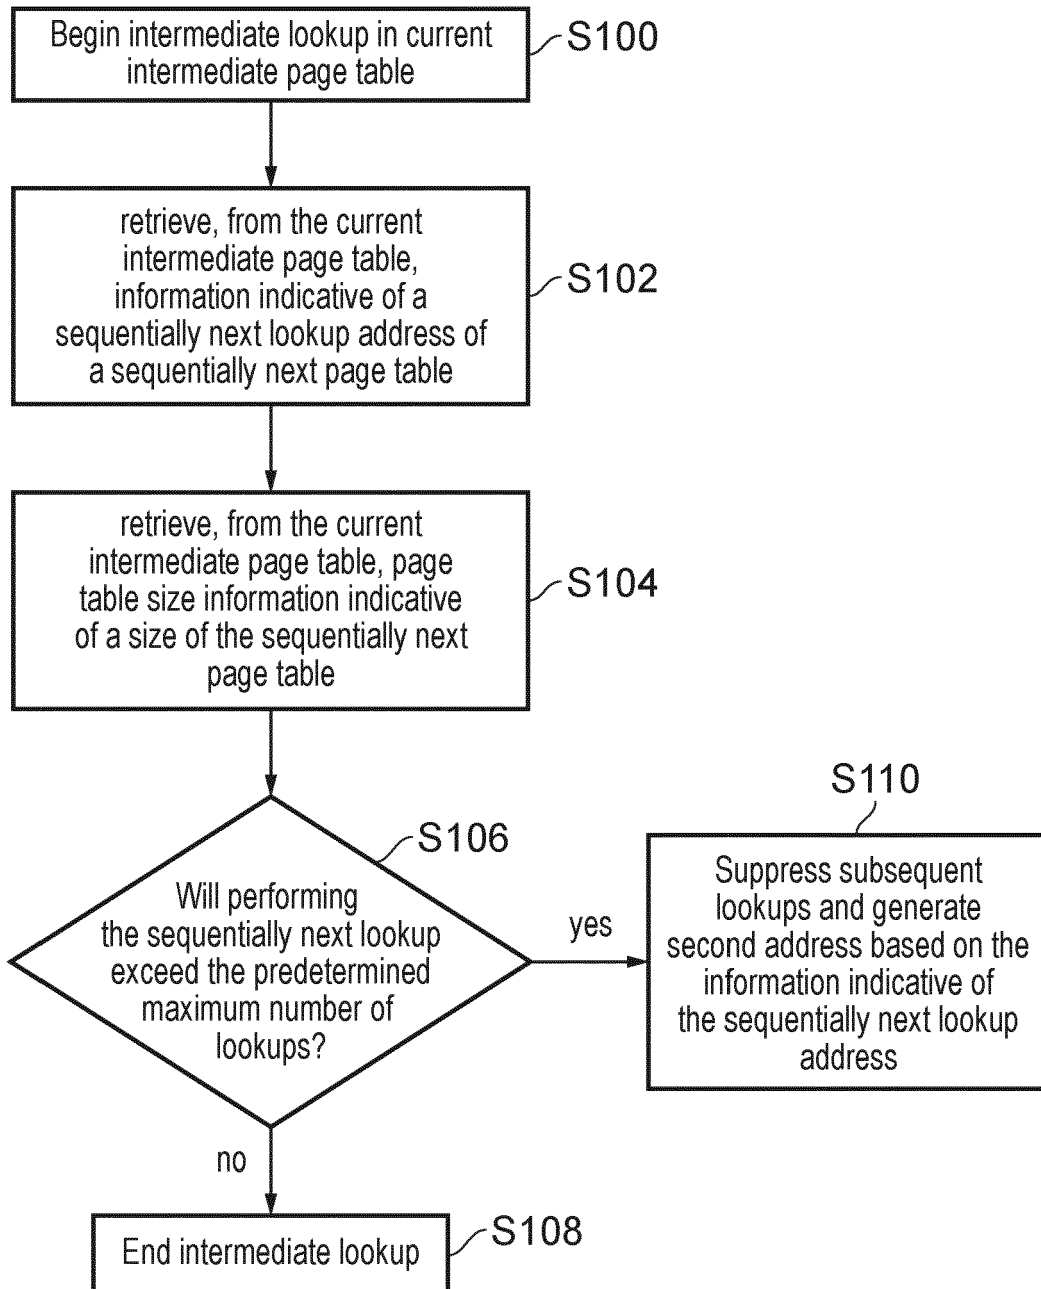 Begin intermediate lookup in current
intermediate page table
S100
retrieve, from the current
intermediate page table,
information indicative of a
sequentially next lookup address of
a sequentially next page table
S102
retrieve, from the current
intermediate page table, page
table size information indicative
of a size of the sequentially next
page table
S104
Will performing
the sequentially next lookup
exceed the predetermined
maximum number of
lookups?
S106
yes
S110
Suppress subsequent
lookups and generate
second address based on the
information indicative of
the sequentially next lookup
address
no
End intermediate lookup
S108